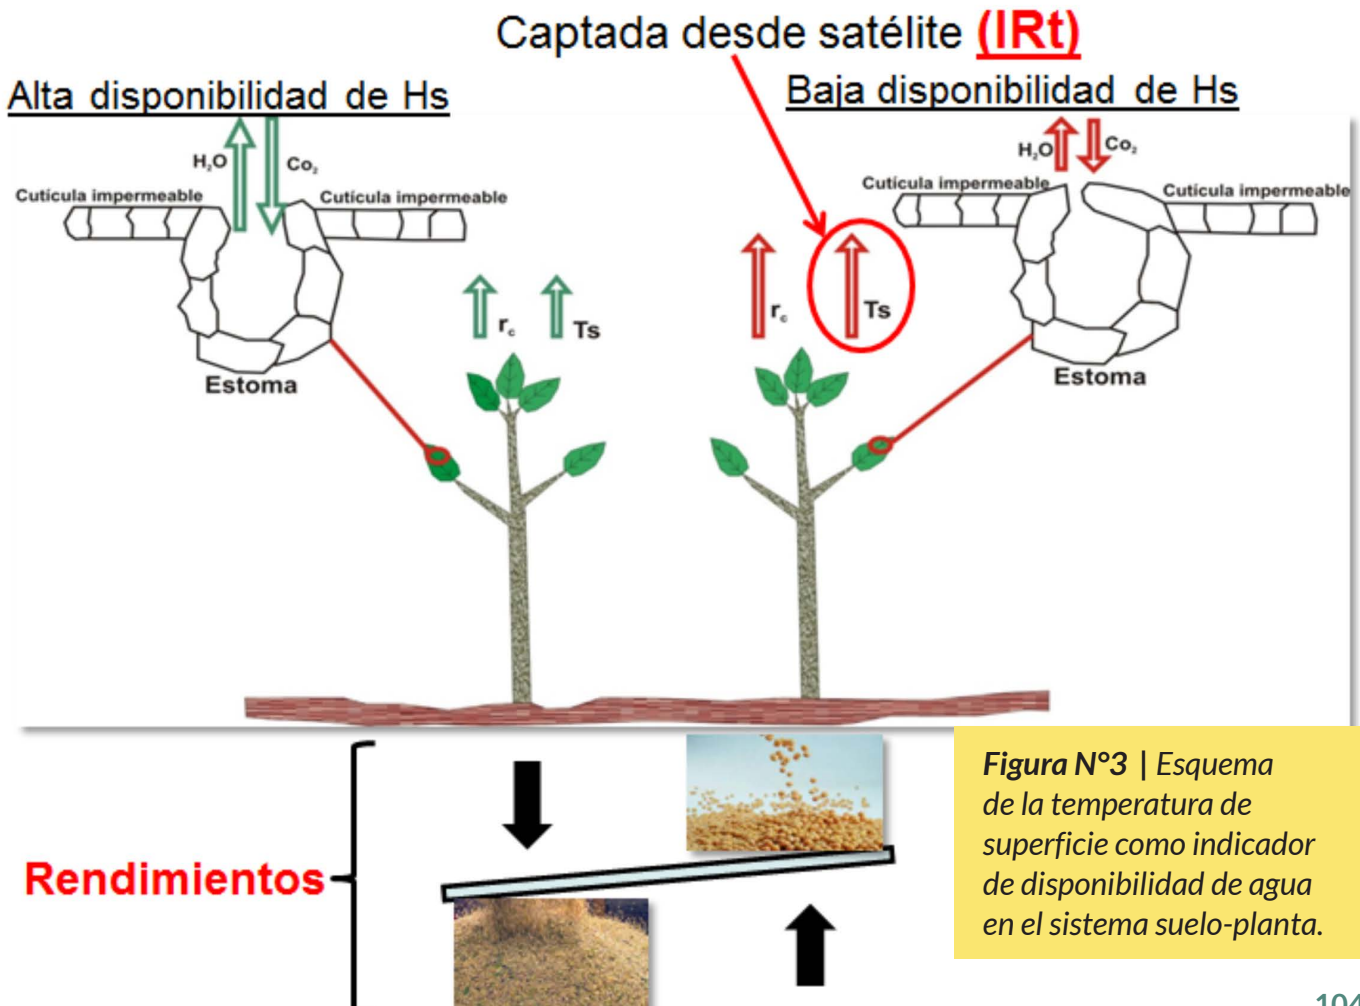 Captada desde satélite (IRt)
Alta disponibilidad de Hs
Baja disponibilidad de Hs
H₂O
Co₂
Cutícula impermeable
Cutícula impermeable
Estoma
r꜀
Ts
H₂O
Co₂
Cutícula impermeable
Cutícula impermeable
r꜀
Ts
Estoma
Rendimientos
Figura N°3 | Esquema
de la temperatura de
superficie como indicador
de disponibilidad de agua
en el sistema suelo-planta.
104